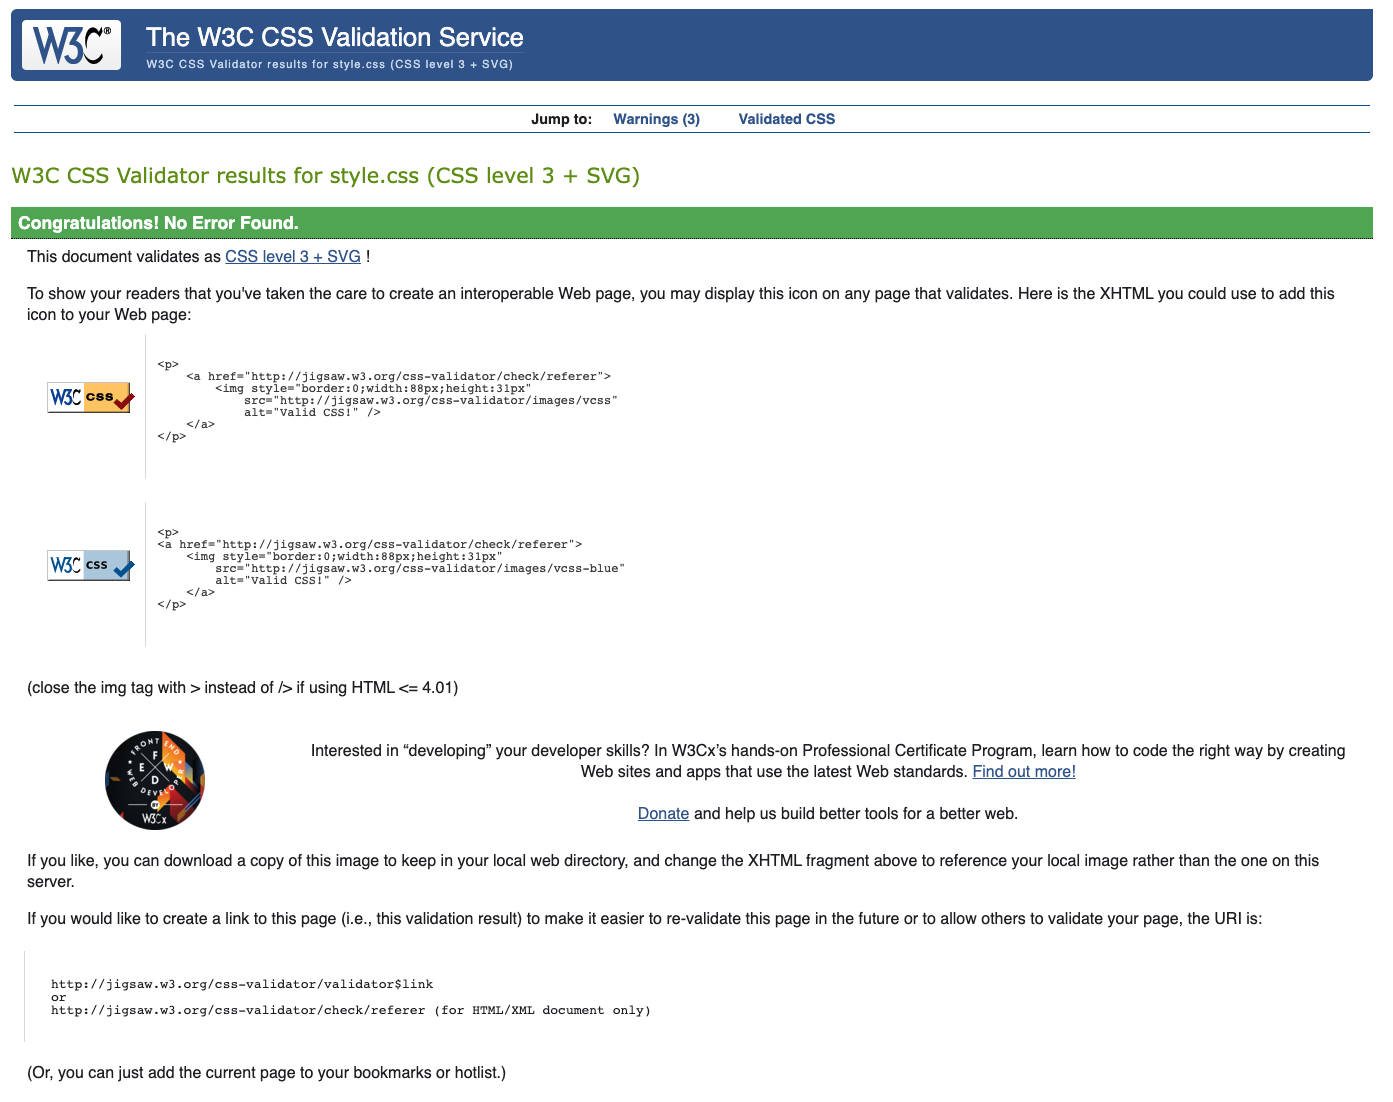 W3C®
The W3C CSS Validation Service
W3C CSS Validator results for style.css (CSS level 3 + SVG)
Jump to: Warnings (3) Validated CSS
W3C CSS Validator results for style.css (CSS level 3 + SVG)
Congratulations! No Error Found.
This document validates as CSS level 3 + SVG !
To show your readers that you've taken the care to create an interoperable Web page, you may display this icon on any page that validates. Here is the XHTML you could use to add this
icon to your Web page:
W3C css
<p>
<a href="http://jigsaw.w3.org/css-validator/check/referer">
<img style="border:0;width:88px;height:31px"
src="http://jigsaw.w3.org/css-validator/images/vcss"
alt="Valid CSS!" />
</a>
</p>
W3C css
<p>
<a href="http://jigsaw.w3.org/css-validator/check/referer">
<img style="border:0;width:88px;height:31px"
src="http://jigsaw.w3.org/css-validator/images/vcss-blue"
alt="Valid CSS!" />
</a>
</p>
(close the img tag with > instead of /> if using HTML <= 4.01)
FRONT END
WEB DEVELOPER
F
E W
D
BY
W3Cx
Interested in “developing” your developer skills? In W3Cx’s hands-on Professional Certificate Program, learn how to code the right way by creating
Web sites and apps that use the latest Web standards. Find out more!
Donate and help us build better tools for a better web.
If you like, you can download a copy of this image to keep in your local web directory, and change the XHTML fragment above to reference your local image rather than the one on this
server.
If you would like to create a link to this page (i.e., this validation result) to make it easier to re-validate this page in the future or to allow others to validate your page, the URI is:
http://jigsaw.w3.org/css-validator/validator$link
or
http://jigsaw.w3.org/css-validator/check/referer (for HTML/XML document only)
(Or, you can just add the current page to your bookmarks or hotlist.)